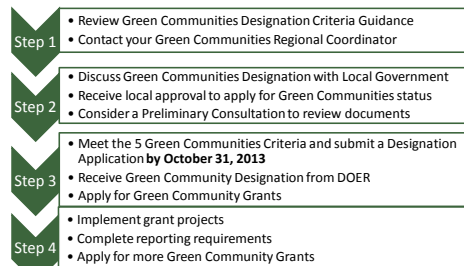 Step 1
• Review Green Communities Designation Criteria Guidance
• Contact your Green Communities Regional Coordinator
Step 2
• Discuss Green Communities Designation with Local Government
• Receive local approval to apply for Green Communities status
• Consider a Preliminary Consultation to review documents
Step 3
• Meet the 5 Green Communities Criteria and submit a Designation
Application by October 31, 2013
• Receive Green Community Designation from DOER
• Apply for Green Community Grants
Step 4
• Implement grant projects
• Complete reporting requirements
• Apply for more Green Community Grants